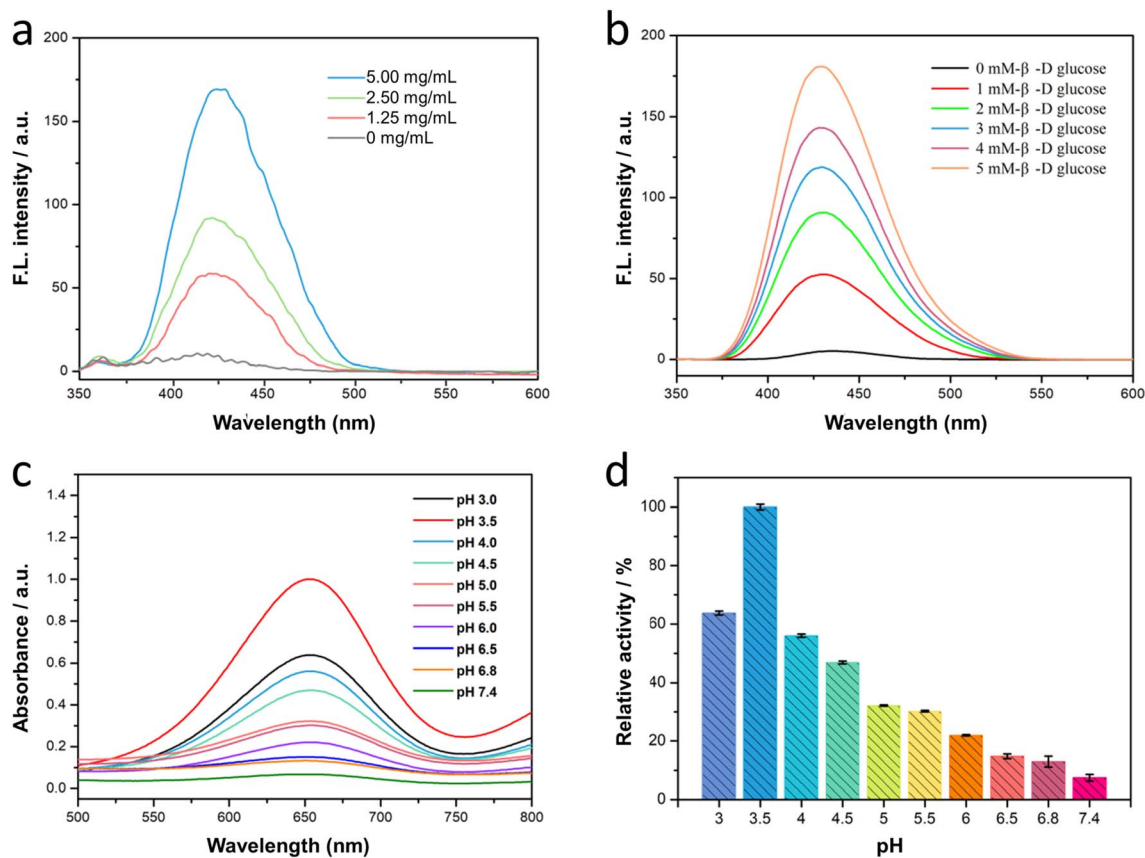 a
200
150
100
50
0
F.L. intensity / a.u.
5.00 mg/mL
2.50 mg/mL
1.25 mg/mL
0 mg/mL
350 400 450 500 550 600
Wavelength (nm)
b
200
150
100
50
0
F.L. intensity / a.u.
0 mM-β -D glucose
1 mM-β -D glucose
2 mM-β -D glucose
3 mM-β -D glucose
4 mM-β -D glucose
5 mM-β -D glucose
350 400 450 500 550 600
Wavelength (nm)
c
1.4
1.2
1.0
0.8
0.6
0.4
0.2
0.0
Absorbance / a.u.
pH 3.0
pH 3.5
pH 4.0
pH 4.5
pH 5.0
pH 5.5
pH 6.0
pH 6.5
pH 6.8
pH 7.4
500 550 600 650 700 750 800
Wavelength (nm)
d
100
80
60
40
20
0
Relative activity / %
3 3.5 4 4.5 5 5.5 6 6.5 6.8 7.4
pH